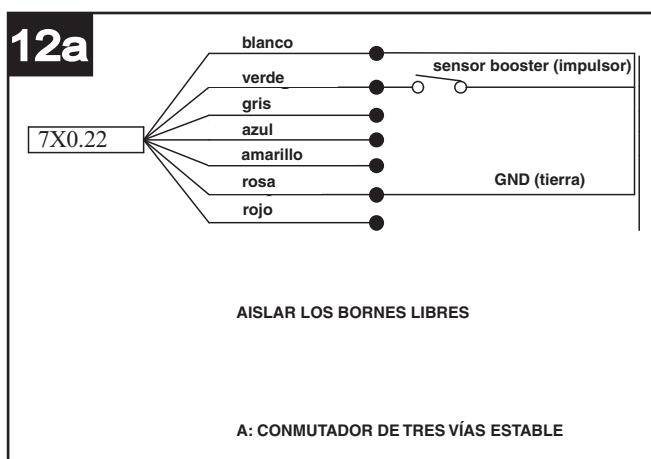 12a
blanco
sensor booster (impulsor)
verde
gris
7X0.22
azul
amarillo
rosa
GND (tierra)
rojo
AISLAR LOS BORNES LIBRES
A: CONMUTADOR DE TRES VÍAS ESTABLE